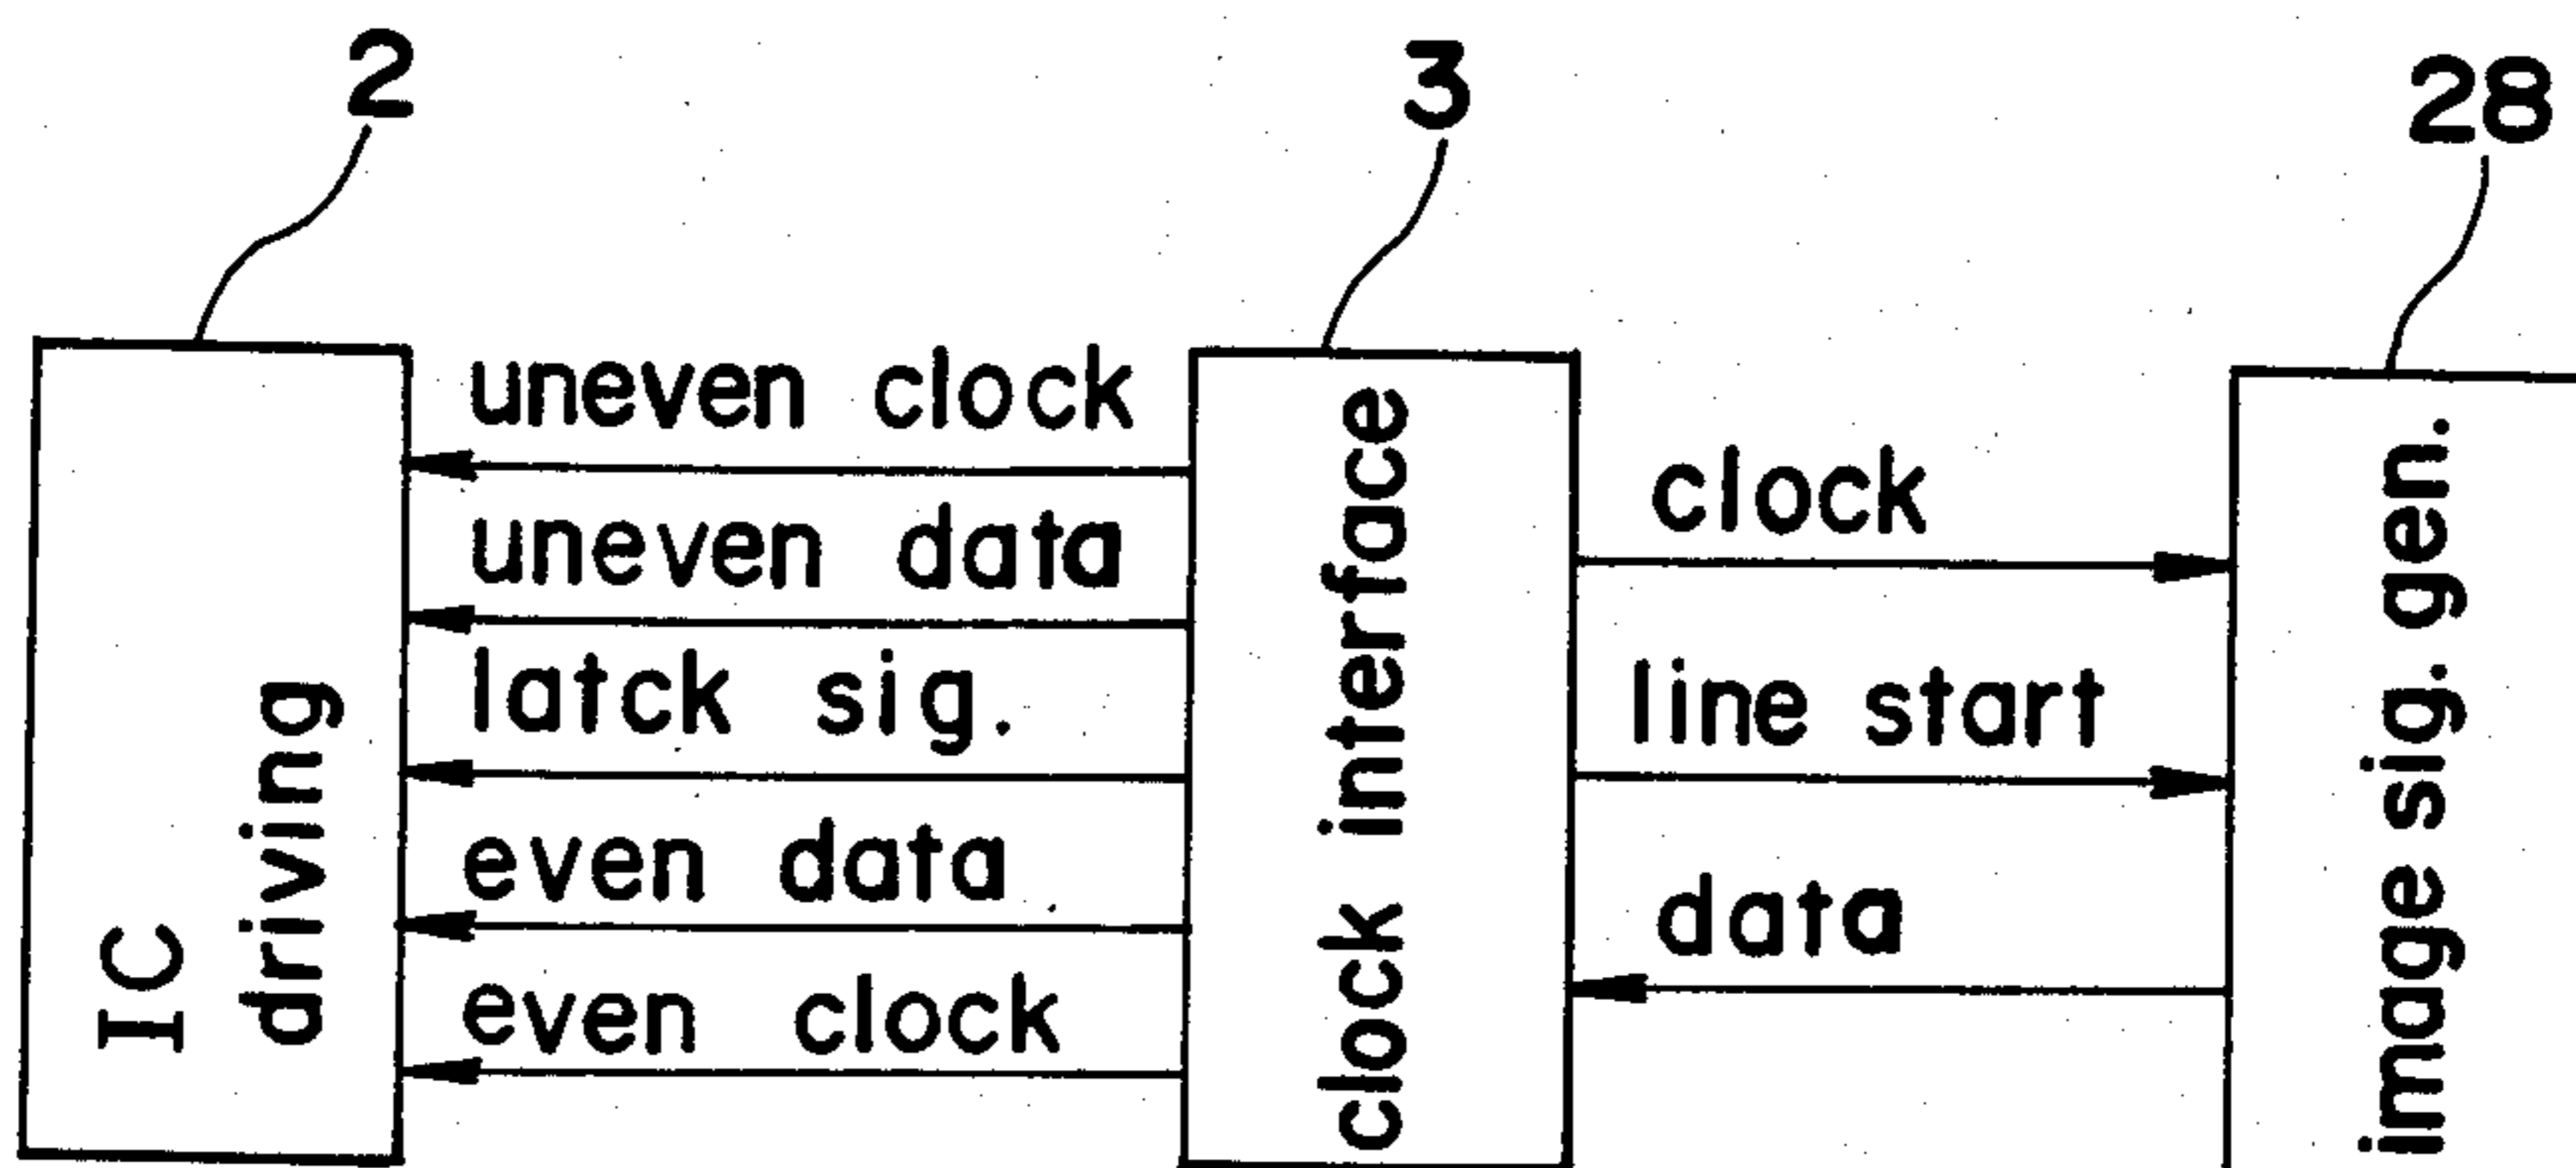 2
3
28
IC
driving
uneven clock
uneven data
latck sig.
even data
even clock
clock interface
clock
line start
data
image sig. gen.